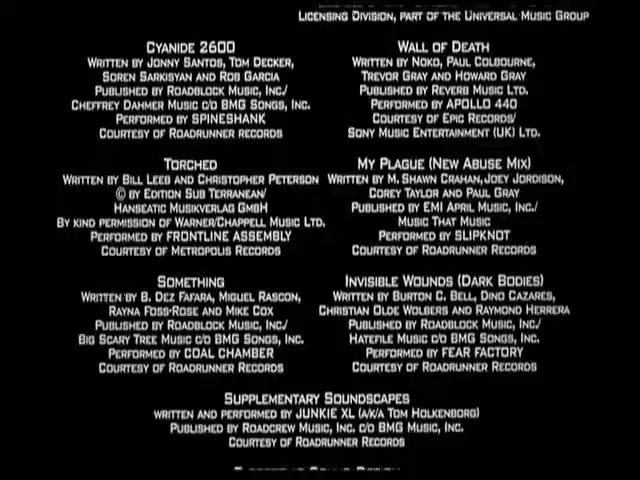 Licensing Division, part of the Universal Music Group
Cyanide 2600
Written by Jonny Santos, Tom Decker,
Soren Sarkisyan and Rob Garcia
Published by Roadblock Music, Inc./
Cheffrey Dahmer Music c/o BMG Songs, Inc.
Performed by SPINESHANK
Courtesy of Roadrunner records
Wall of Death
Written by Noko, Paul Colbourne,
Trevor Gray and Howard Gray
Published by Reverb Music Ltd.
Performed by APOLLO 440
Courtesy of Epic Records/
Sony Music Entertainment (UK) Ltd.
Torched
Written by Bill Leeb and Christopher Peterson
© by Edition Sub Terranean/
Hanseatic Musikverlag GmbH
By kind permission of Warner/Chappell Music Ltd.
Performed by FRONTLINE ASSEMBLY
Courtesy of Metropolis Records
My Plague (New Abuse Mix)
Written by M. Shawn Crahan, Joey Jordison,
Corey Taylor and Paul Gray
Published by EMI April Music, Inc./
Music That Music
Performed by SLIPKNOT
Courtesy of Roadrunner Records
Something
Written by B. Dez Fafara, Miguel Rascon,
Rayna Foss-Rose and Mike Cox
Published by Roadblock Music, Inc./
Big Scary Tree Music c/o BMG Songs, Inc.
Performed by COAL CHAMBER
Courtesy of Roadrunner Records
Invisible Wounds (Dark Bodies)
Written by Burton C. Bell, Dino Cazares,
Christian Olde Wolbers and Raymond Herrera
Published by Roadblock Music, Inc./
Hatefile Music c/o BMG Songs, Inc.
Performed by FEAR FACTORY
Courtesy of Roadrunner Records
Supplementary Soundscapes
written and performed by JUNKIE XL (a/k/a Tom Holkenborg)
Published by Roadcrew Music, Inc. c/o BMG Music, Inc.
Courtesy of Roadrunner Records